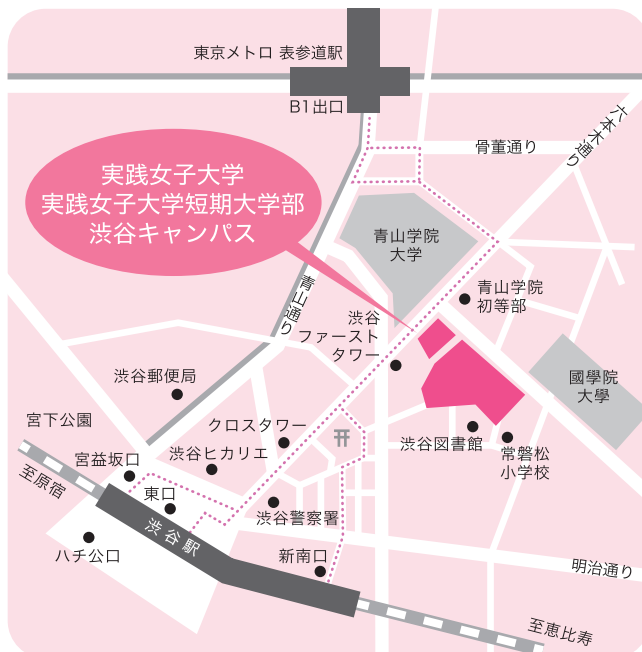 東京メトロ 表参道駅
B1出口
六本木通り
骨董通り
実践女子大学
実践女子大学短期大学部
渋谷キャンパス
青山学院
大学
青山通り
青山学院
初等部
渋谷
ファースト
タワー
渋谷郵便局
國學院
大學
宮下公園
クロスタワー
渋谷図書館
常磐松
小学校
宮益坂口
渋谷ヒカリエ
至原宿
東口
渋谷警察署
渋谷駅
ハチ公口
新南口
明治通り
至恵比寿